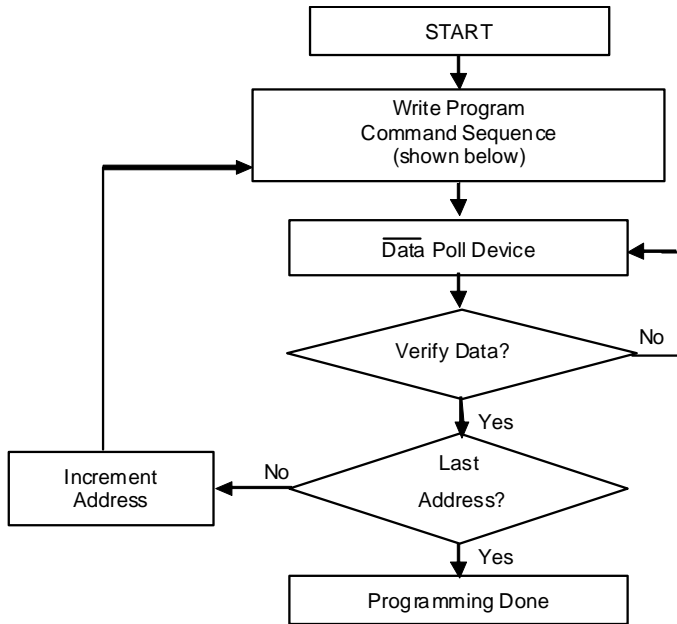 START
Write Program
Command Sequence
(shown below)
Data Poll Device
Verify Data?
No
Yes
Last
Address?
No
Increment
Address
Yes
Programming Done